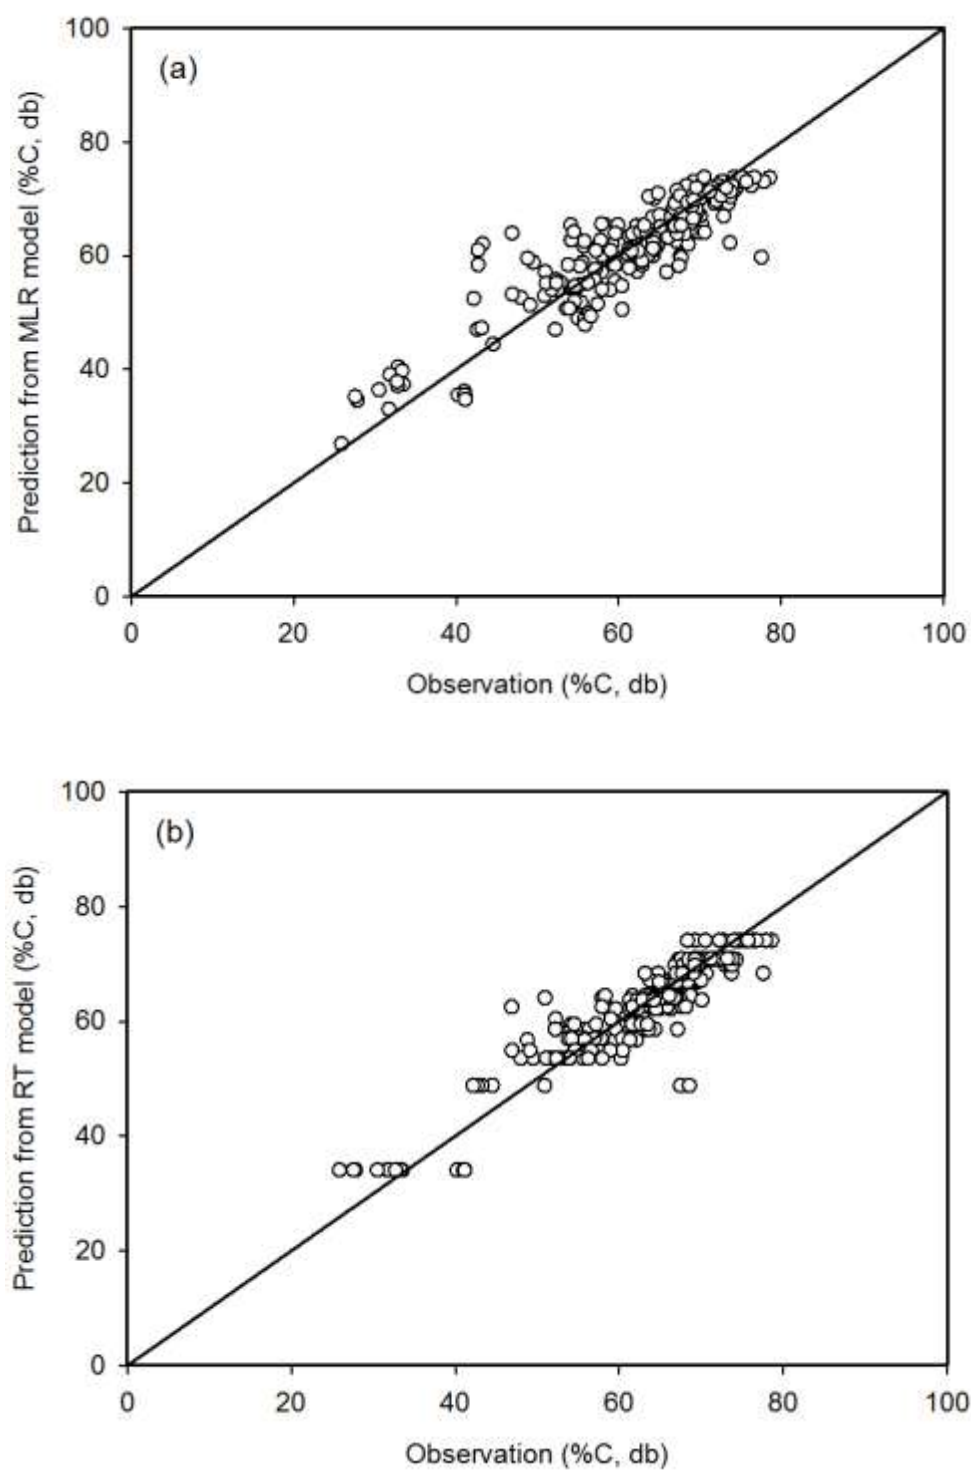 (a)
Prediction from MLR model (%C, db)
100
80
60
40
20
0
0 20 40 60 80 100
Observation (%C, db)
(b)
Prediction from RT model (%C, db)
100
80
60
40
20
0
0 20 40 60 80 100
Observation (%C, db)